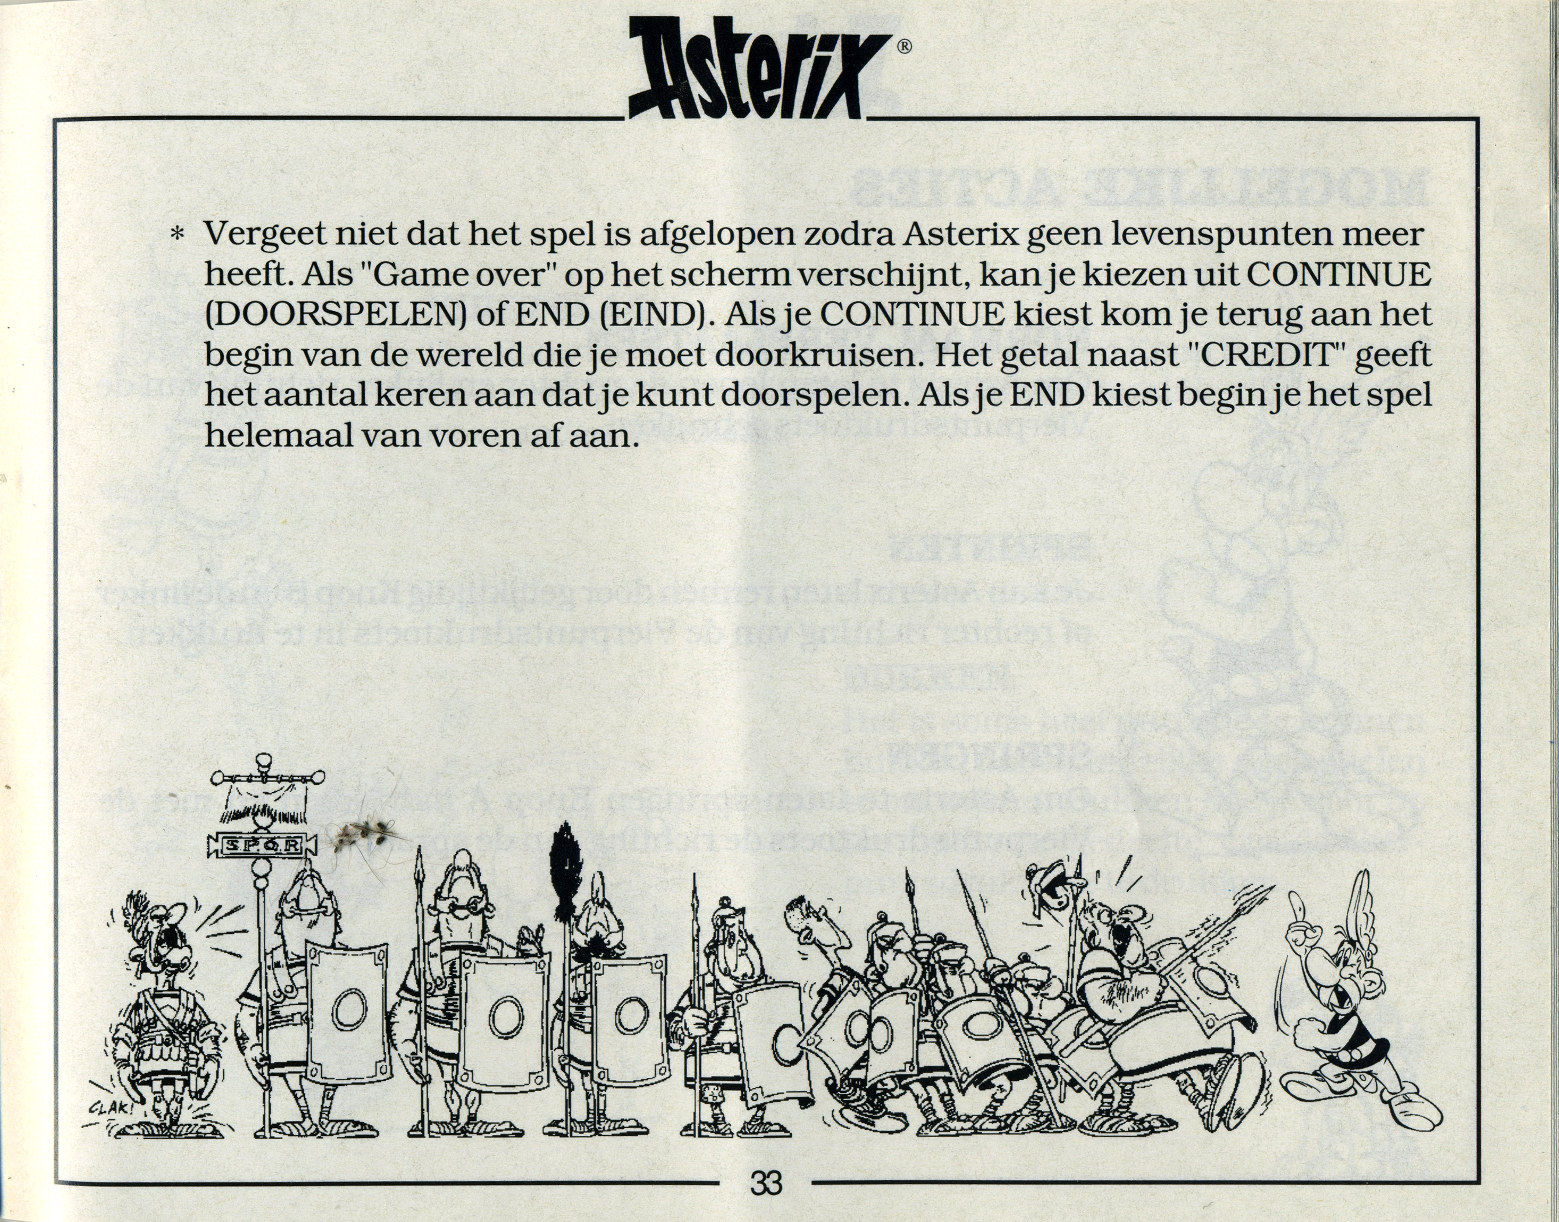 Asterix®
* Vergeet niet dat het spel is afgelopen zodra Asterix geen levenspunten meer
heeft. Als "Game over" op het scherm verschijnt, kan je kiezen uit CONTINUE
(DOORSPELEN) of END (EIND). Als je CONTINUE kiest kom je terug aan het
begin van de wereld die je moet doorkruisen. Het getal naast "CREDIT" geeft
het aantal keren aan dat je kunt doorspelen. Als je END kiest begin je het spel
helemaal van voren af aan.
SPQR
CLAK!
33